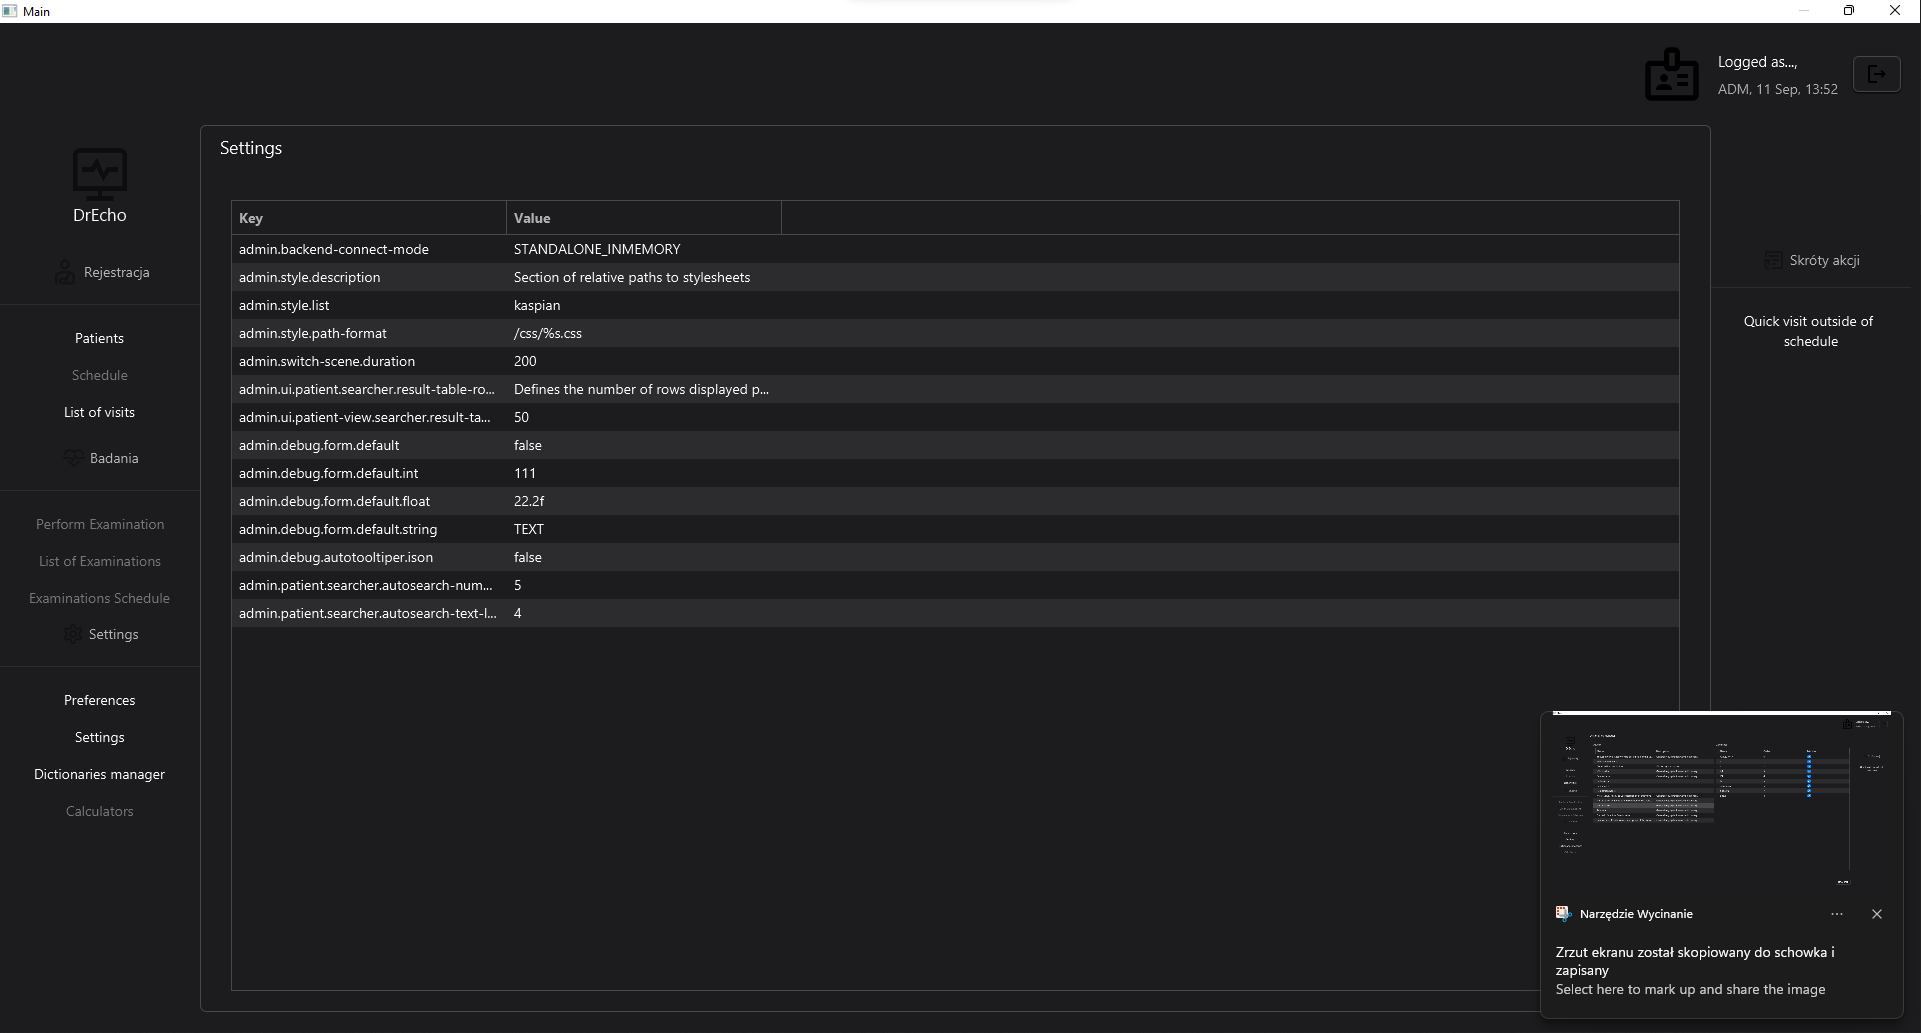 Main
Logged as...,
ADM, 11 Sep, 13:52
DrEcho
Rejestracja
Patients
Schedule
List of visits
Badania
Perform Examination
List of Examinations
Examinations Schedule
Settings
Preferences
Settings
Dictionaries manager
Calculators
Settings
Key Value
admin.backend-connect-mode STANDALONE_INMEMORY
admin.style.description Section of relative paths to stylesheets
admin.style.list kaspian
admin.style.path-format /css/%s.css
admin.switch-scene.duration 200
admin.ui.patient.searcher.result-table-ro... Defines the number of rows displayed p...
admin.ui.patient-view.searcher.result-ta... 50
admin.debug.form.default false
admin.debug.form.default.int 111
admin.debug.form.default.float 22.2f
admin.debug.form.default.string TEXT
admin.debug.autotooltiper.ison false
admin.patient.searcher.autosearch-num... 5
admin.patient.searcher.autosearch-text-l... 4
Skróty akcji
Quick visit outside of
schedule
Narzędzie Wycinanie
Zrzut ekranu został skopiowany do schowka i
zapisany
Select here to mark up and share the image